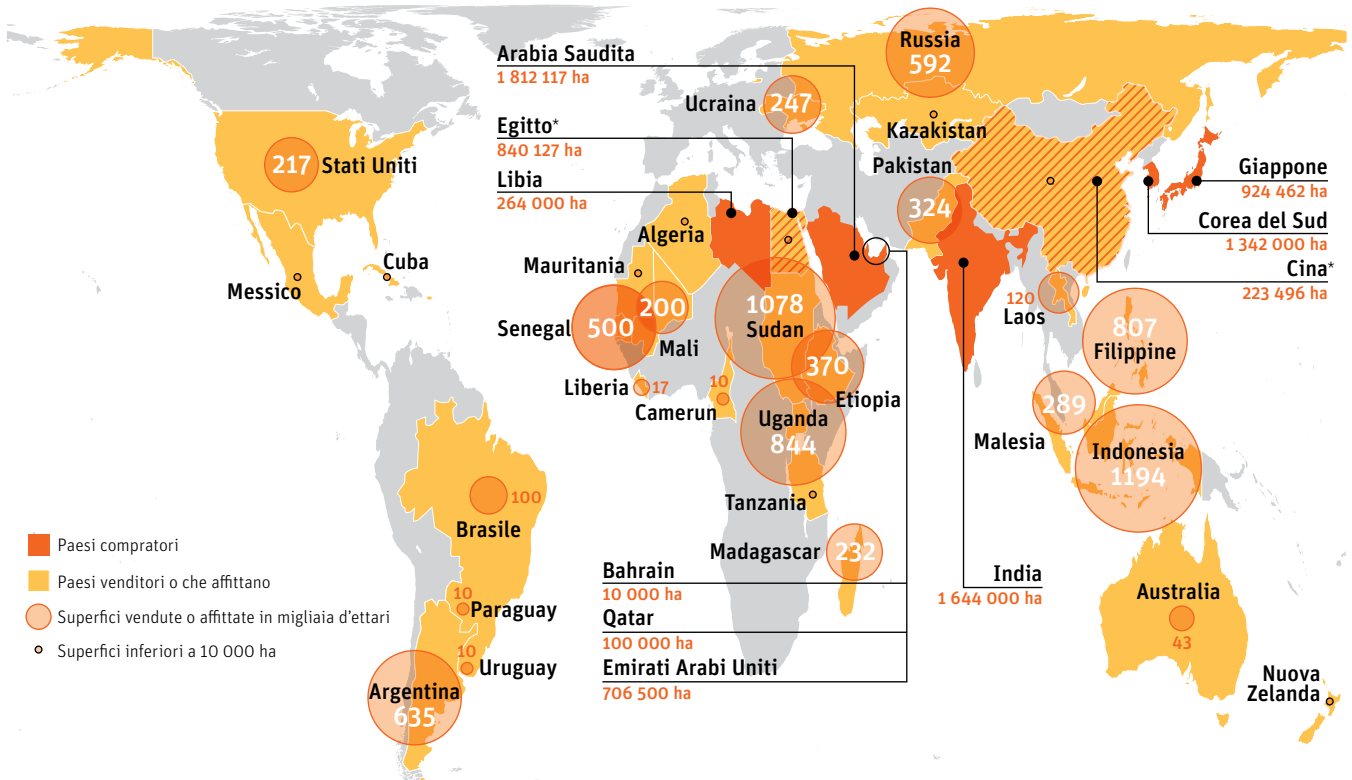 Arabia Saudita
1 812 117 ha
Egitto*
840 127 ha
Libia
264 000 ha
Russia
592
Ucraina
247
Kazakistan
Pakistan
324
Giappone
924 462 ha
Corea del Sud
1 342 000 ha
Cina*
223 496 ha
217
Stati Uniti
Messico
Cuba
Algeria
Mauritania
Senegal
500
200
Mali
1078
Sudan
370
Etiopia
Liberia
17
10
Camerun
Uganda
844
Tanzania
Madagascar
232
120
Laos
807
Filippine
289
Malesia
Indonesia
1194
India
1 644 000 ha
Australia
43
Nuova
Zelanda
100
Brasile
10
Paraguay
10
Uruguay
Argentina
635
Bahrain
10 000 ha
Qatar
100 000 ha
Emirati Arabi Uniti
706 500 ha
Paesi compratori
Paesi venditori o che affittano
Superfici vendute o affittate in migliaia d'ettari
Superfici inferiori a 10 000 ha